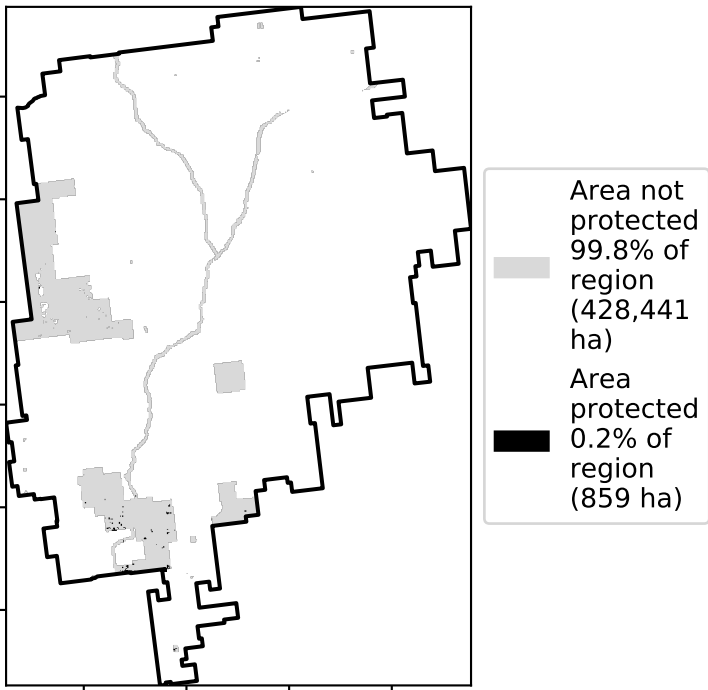 Area not
protected
99.8% of
region
(428,441
ha)
Area
protected
0.2% of
region
(859 ha)